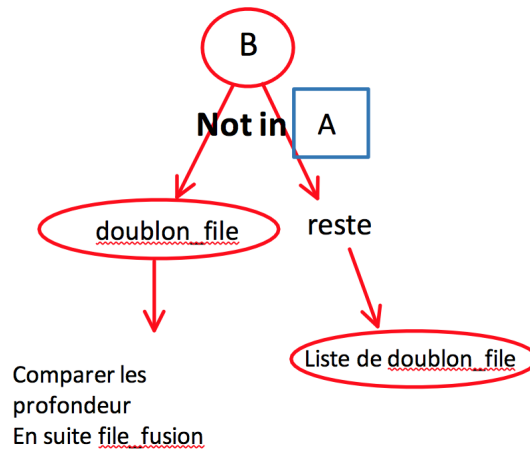 B
Not in A
doublon_file
reste
Liste de doublon_file
Comparer les
profondeur
En suite file_fusion